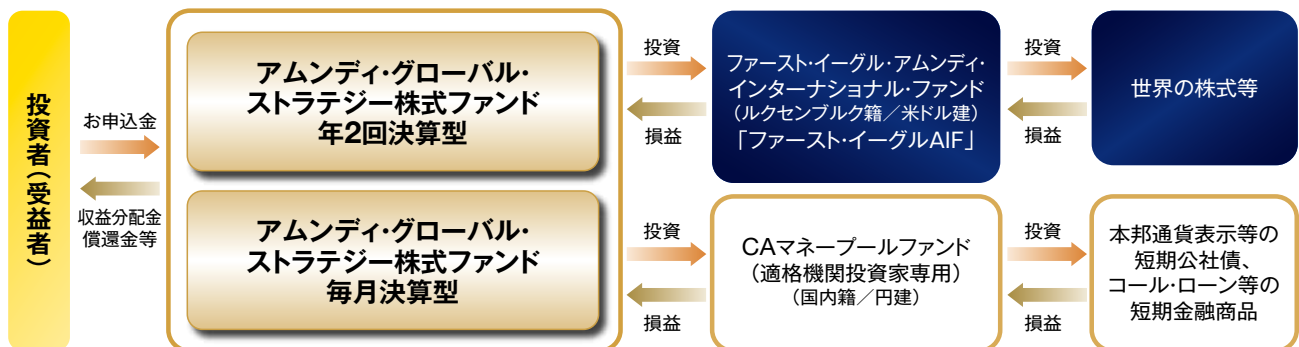 投資者(受益者)
お申込金
収益分配金
償還金等
アムンディ・グローバル・
ストラテジー株式ファンド
年2回決算型
アムンディ・グローバル・
ストラテジー株式ファンド
毎月決算型
投資
損益
ファースト・イーグル・アムンディ・
インターナショナル・ファンド
(ルクセンブルク籍/米ドル建)
「ファースト・イーグルAIF」
投資
損益
世界の株式等
投資
損益
CAマネープールファンド
(適格機関投資家専用)
(国内籍/円建)
投資
損益
本邦通貨表示等の
短期公社債、
コール・ローン等の
短期金融商品